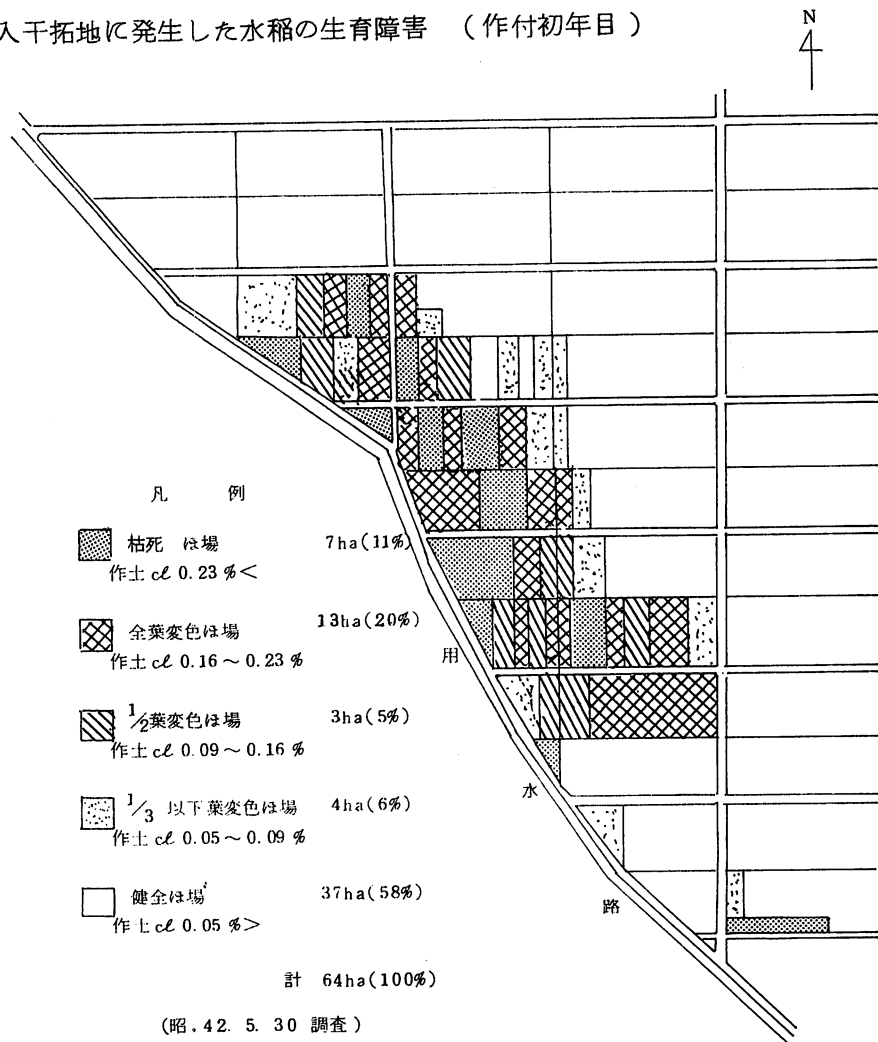 入干拓地に発生した水稲の生育障害 (作付初年目)
N
凡 例
枯死 ほ場 7ha(11%)
作土 cℓ 0.23 %<
全葉変色ほ場 13ha(20%)
作土 cℓ 0.16～0.23 %
1/2葉変色ほ場 3ha(5%)
作土 cℓ 0.09～0.16 %
1/3 以下葉変色ほ場 4ha(6%)
作土 cℓ 0.05～0.09 %
健全ほ場 37ha(58%)
作土 cℓ 0.05 %>
計 64ha(100%)
(昭.42. 5. 30 調査)
用
水
路